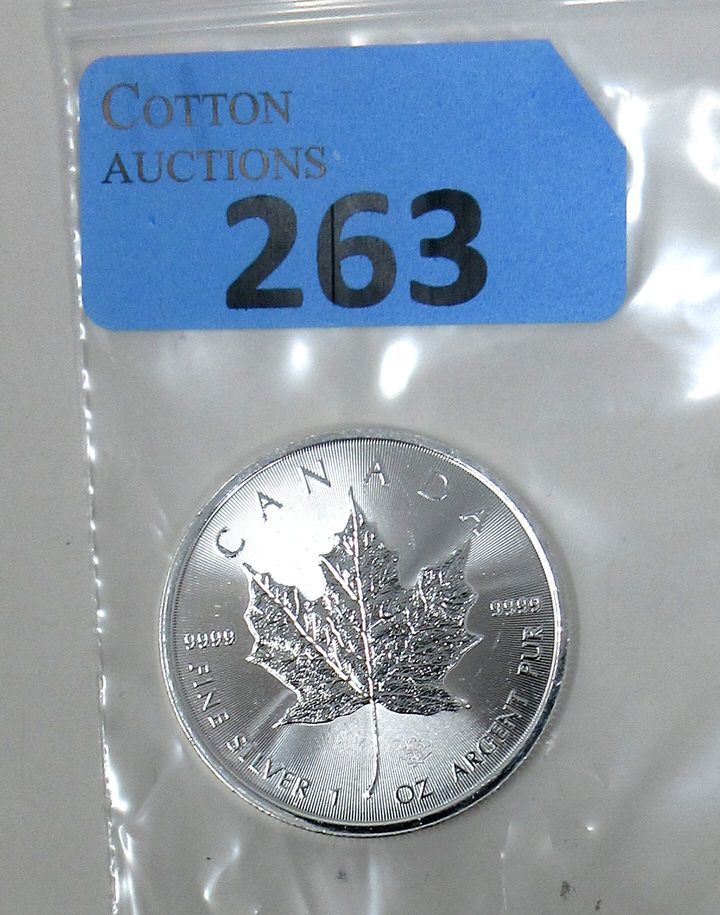 COTTON
AUCTIONS
263
CANADA
9999
9999
FINE SILVER 1 OZ ARGENT PUR